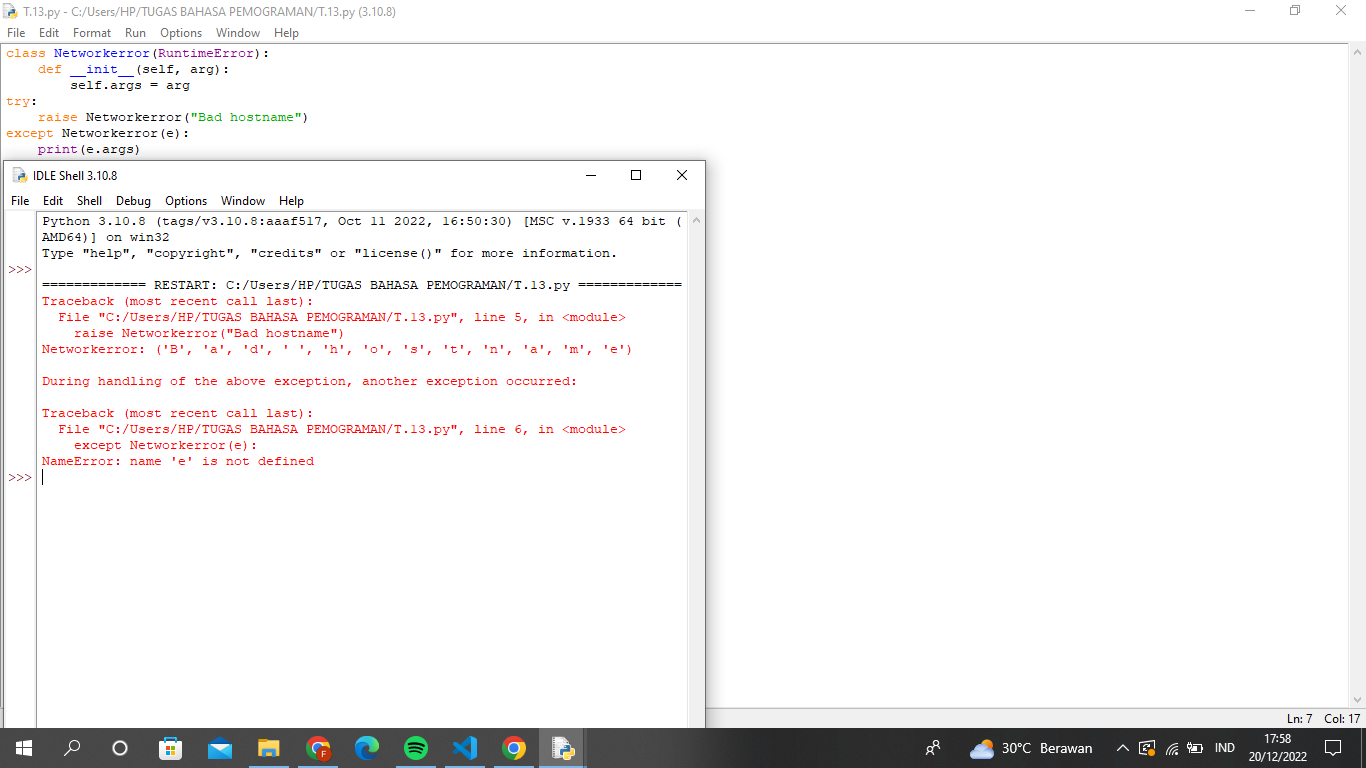 T.13.py - C:/Users/HP/TUGAS BAHASA PEMOGRAMAN/T.13.py (3.10.8)
File Edit Format Run Options Window Help
class Networkerror(RuntimeError):
    def __init__(self, arg):
        self.args = arg
try:
    raise Networkerror("Bad hostname")
except Networkerror(e):
    print(e.args)
IDLE Shell 3.10.8
File Edit Shell Debug Options Window Help
Python 3.10.8 (tags/v3.10.8:aaaf517, Oct 11 2022, 16:50:30) [MSC v.1933 64 bit (
AMD64)] on win32
Type "help", "copyright", "credits" or "license()" for more information.
>>>
============= RESTART: C:/Users/HP/TUGAS BAHASA PEMOGRAMAN/T.13.py =============
Traceback (most recent call last):
  File "C:/Users/HP/TUGAS BAHASA PEMOGRAMAN/T.13.py", line 5, in <module>
    raise Networkerror("Bad hostname")
Networkerror: ('B', 'a', 'd', ' ', 'h', 'o', 's', 't', 'n', 'a', 'm', 'e')
During handling of the above exception, another exception occurred:
Traceback (most recent call last):
  File "C:/Users/HP/TUGAS BAHASA PEMOGRAMAN/T.13.py", line 6, in <module>
    except Networkerror(e):
NameError: name 'e' is not defined
>>>
Ln: 7 Col: 17
F
30°C Berawan
IND
17:58
20/12/2022